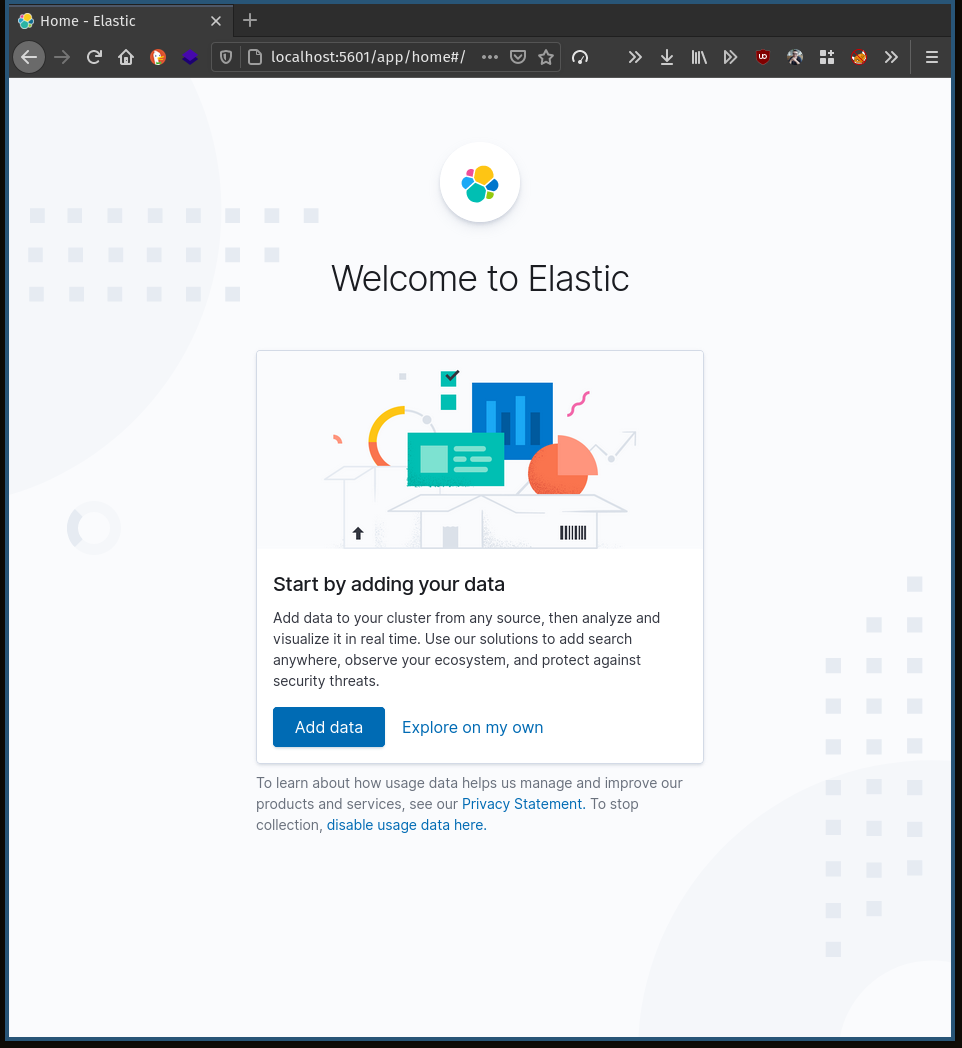 Home - Elastic
localhost:5601/app/home#/
Welcome to Elastic
Start by adding your data
Add data to your cluster from any source, then analyze and
visualize it in real time. Use our solutions to add search
anywhere, observe your ecosystem, and protect against
security threats.
Add data Explore on my own
To learn about how usage data helps us manage and improve our
products and services, see our Privacy Statement. To stop
collection, disable usage data here.